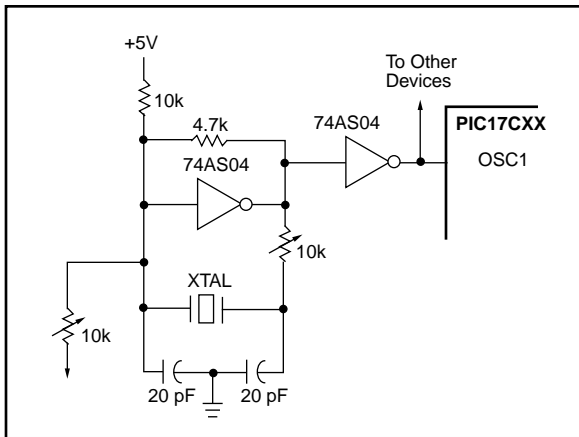 +5V
10k
4.7k
74AS04
74AS04
To Other
Devices
PIC17CXX
OSC1
10k
XTAL
10k
20 pF
20 pF